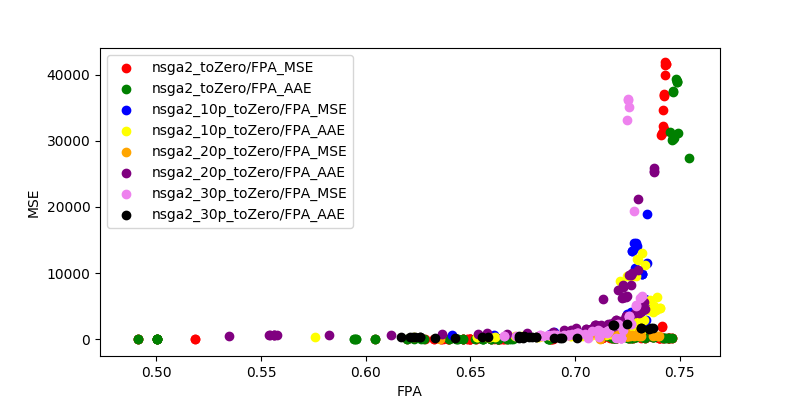 40000
30000
20000
10000
0
MSE
nsga2_toZero/FPA_MSE
nsga2_toZero/FPA_AAE
nsga2_10p_toZero/FPA_MSE
nsga2_10p_toZero/FPA_AAE
nsga2_20p_toZero/FPA_MSE
nsga2_20p_toZero/FPA_AAE
nsga2_30p_toZero/FPA_MSE
nsga2_30p_toZero/FPA_AAE
0.50 0.55 0.60 0.65 0.70 0.75
FPA